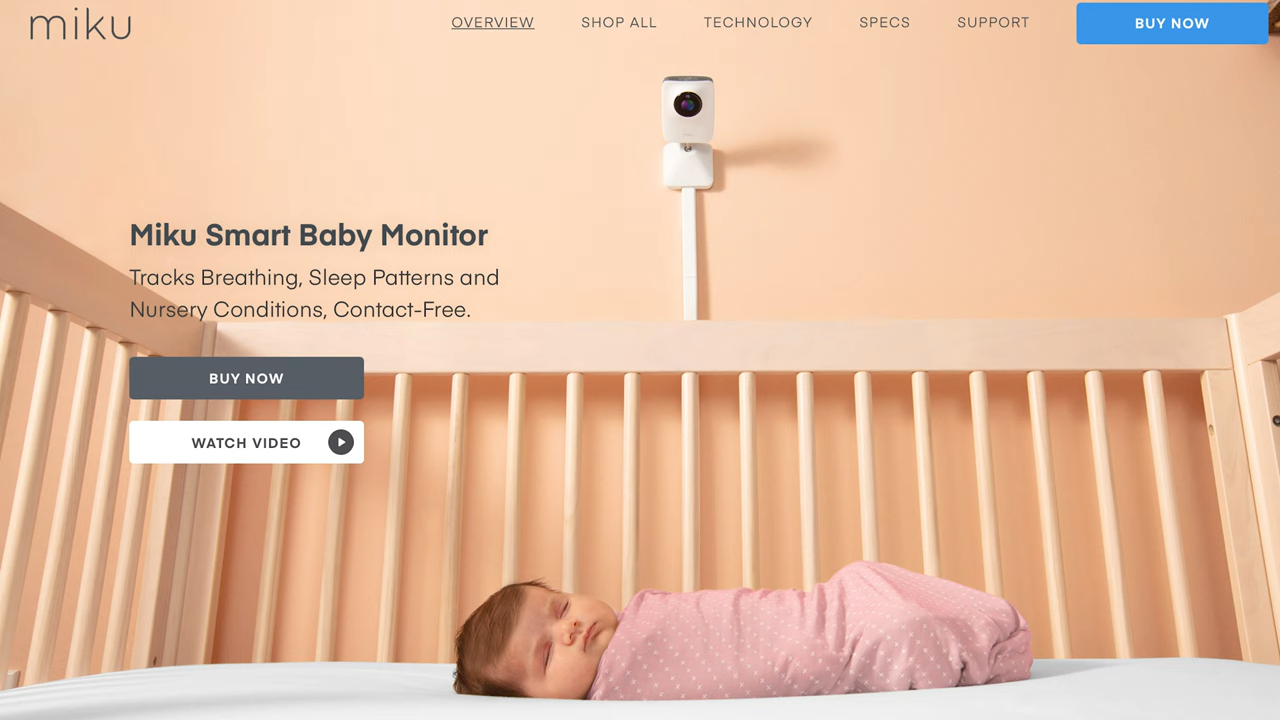 miku
OVERVIEW SHOP ALL TECHNOLOGY SPECS SUPPORT BUY NOW
Miku Smart Baby Monitor
Tracks Breathing, Sleep Patterns and
Nursery Conditions, Contact-Free.
BUY NOW
WATCH VIDEO